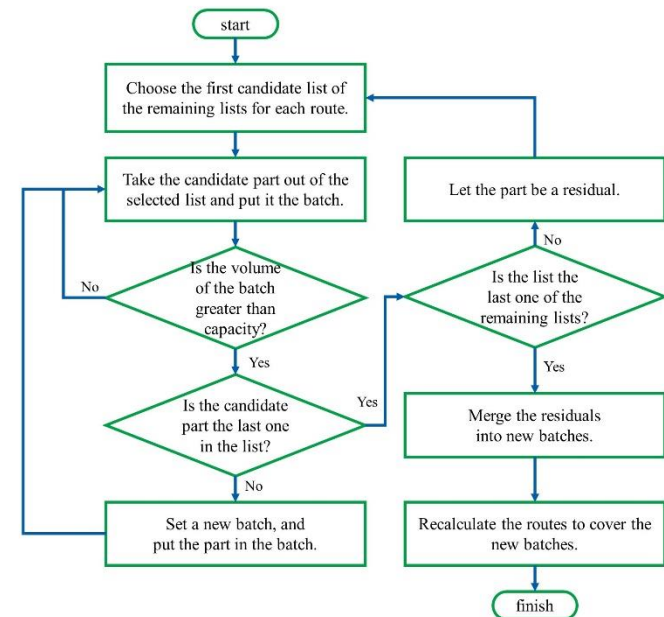 start
Choose the first candidate list of
the remaining lists for each route.
Take the candidate part out of the
selected list and put it the batch.
Is the volume
of the batch
greater than
capacity?
No
Yes
Is the candidate
part the last one
in the list?
Yes
No
Set a new batch, and
put the part in the batch.
Let the part be a residual.
No
Is the list the
last one of the
remaining lists?
Yes
Merge the residuals
into new batches.
Recalculate the routes to cover the
new batches.
finish